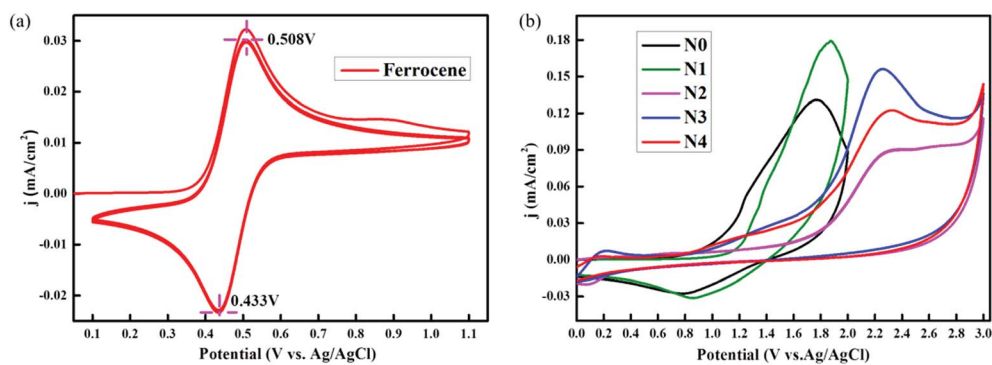 (a)
0.03
0.02
0.01
0.00
-0.01
-0.02
j (mA/cm²)
0.508V
Ferrocene
0.433V
0.1 0.2 0.3 0.4 0.5 0.6 0.7 0.8 0.9 1.0 1.1
Potential (V vs. Ag/AgCl)
(b)
0.18
0.15
0.12
0.09
0.06
0.03
0.00
-0.03
j (mA/cm²)
N0
N1
N2
N3
N4
0.0 0.2 0.4 0.6 0.8 1.0 1.2 1.4 1.6 1.8 2.0 2.2 2.4 2.6 2.8 3.0
Potential (V vs.Ag/AgCl)